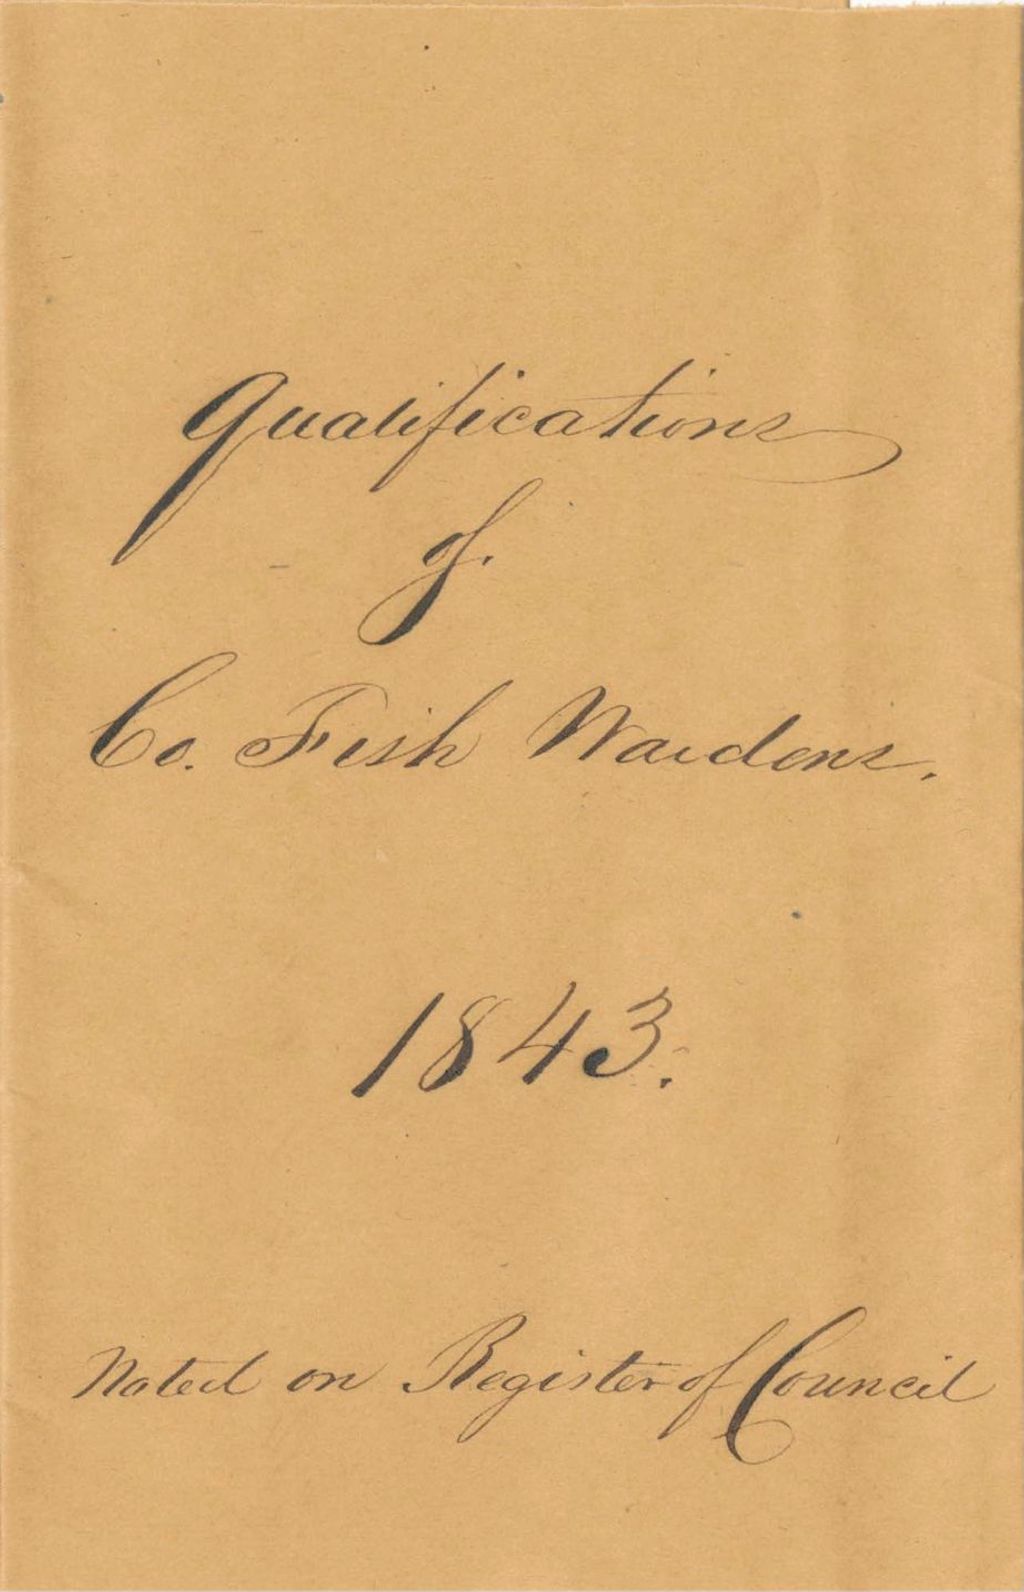 Qualifications
of.
Co. Fish Wardens.
1843.
Noted on Register of Council